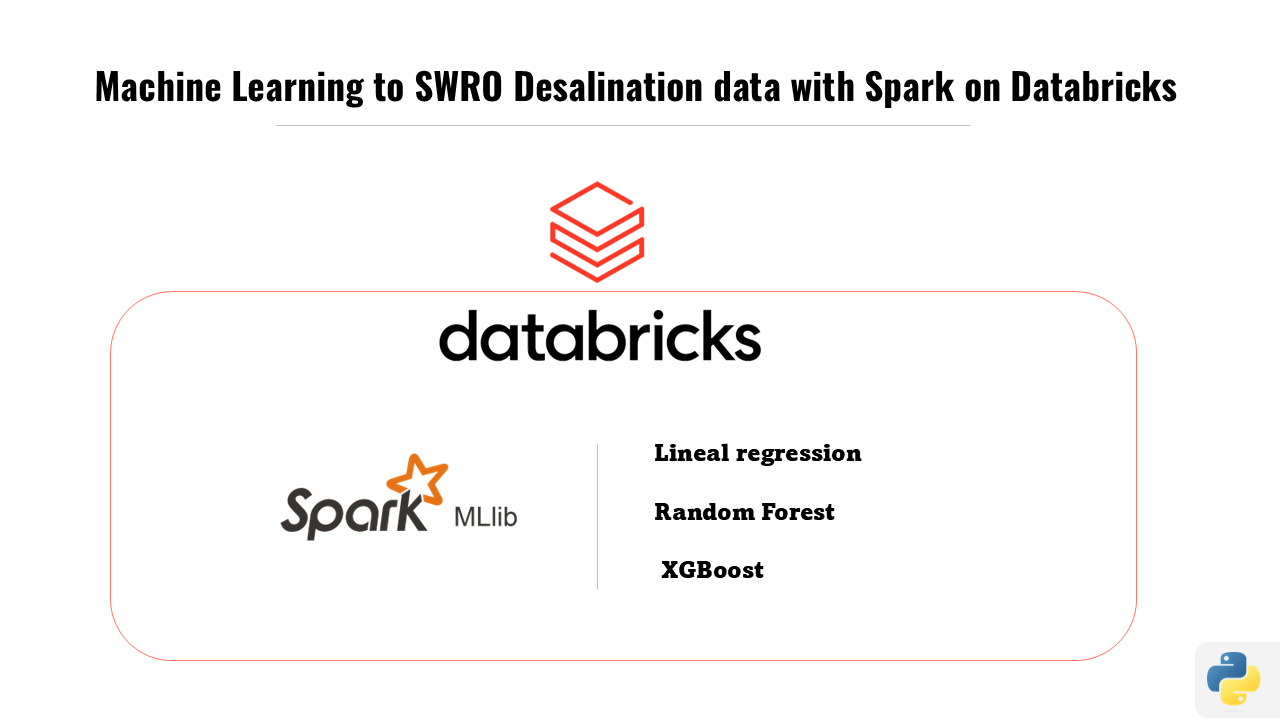 Machine Learning to SWRO Desalination data with Spark on Databricks
databricks
Spark MLlib
Lineal regression
Random Forest
XGBoost